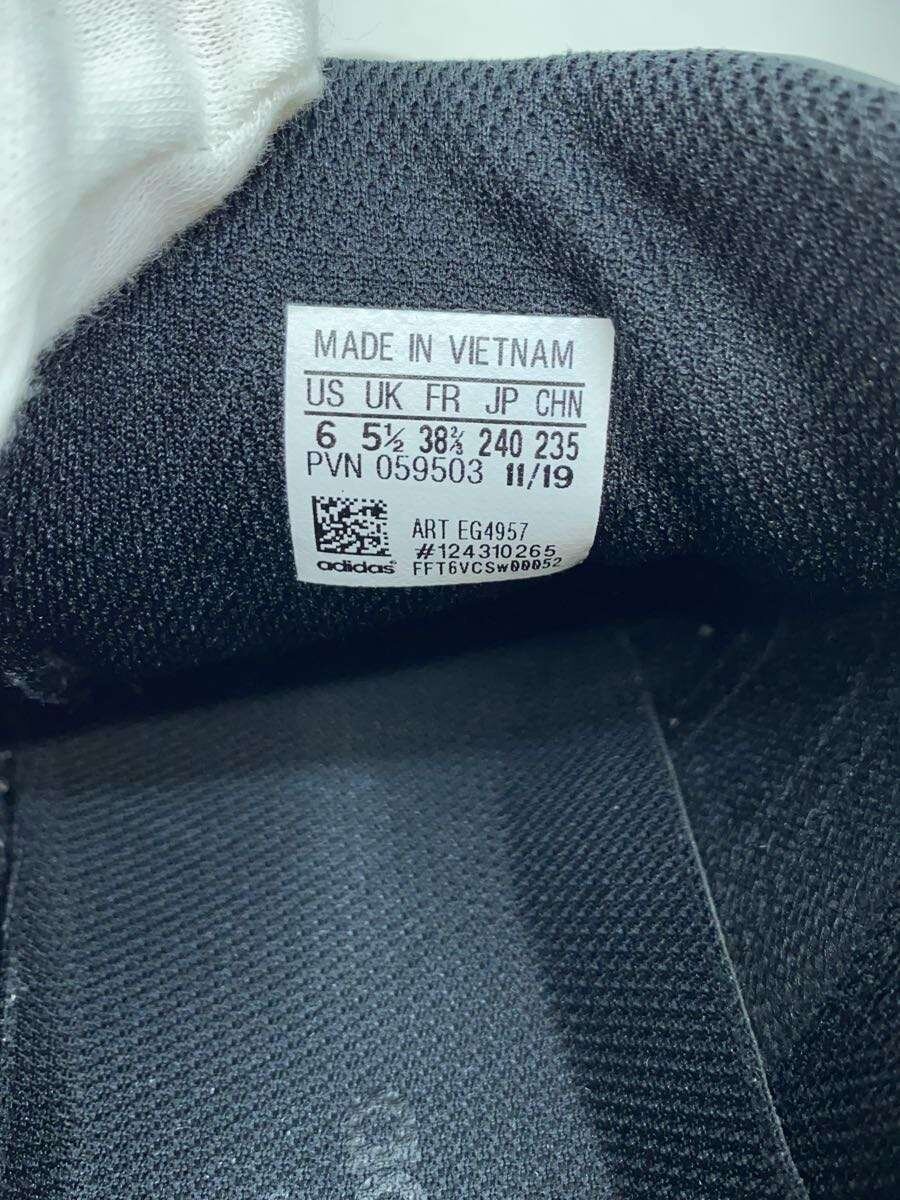 MADE IN VIETNAM
US UK FR JP CHN
6 5½ 38⅔ 240 235
PVN 059503 11/19
ART EG4957
#124310265
adidas FFT6VCSw00052